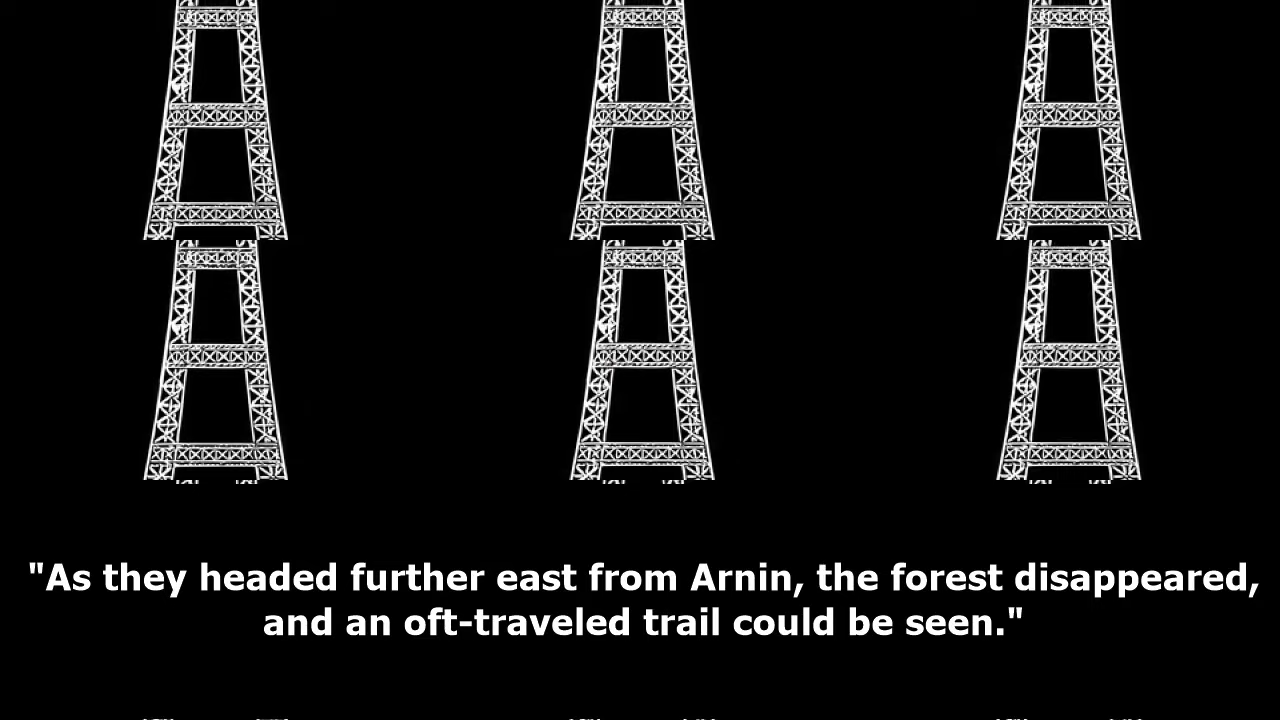 "As they headed further east from Arnin, the forest disappeared,
and an oft-traveled trail could be seen."